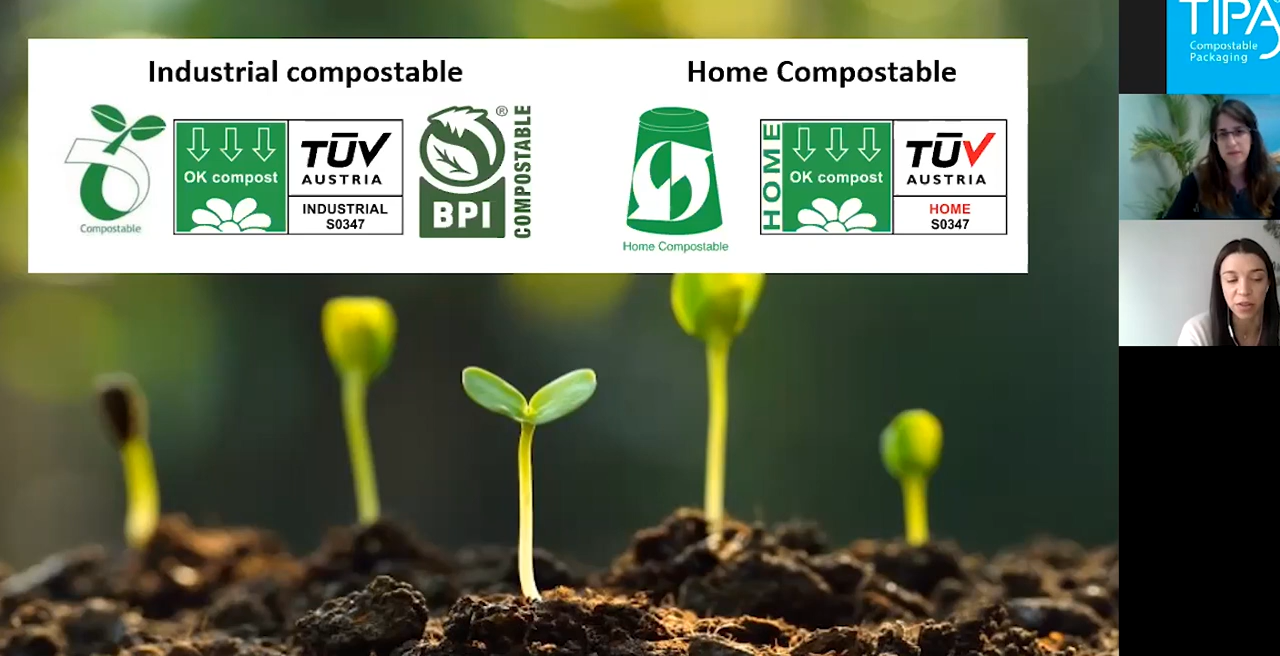 Industrial compostable
Compostable
OK compost
TÜV
AUSTRIA
INDUSTRIAL
S0347
BPI
®
COMPOSTABLE
Home Compostable
Home Compostable
HOME
OK compost
TÜV
AUSTRIA
HOME
S0347
TIPA
Compostable
Packaging